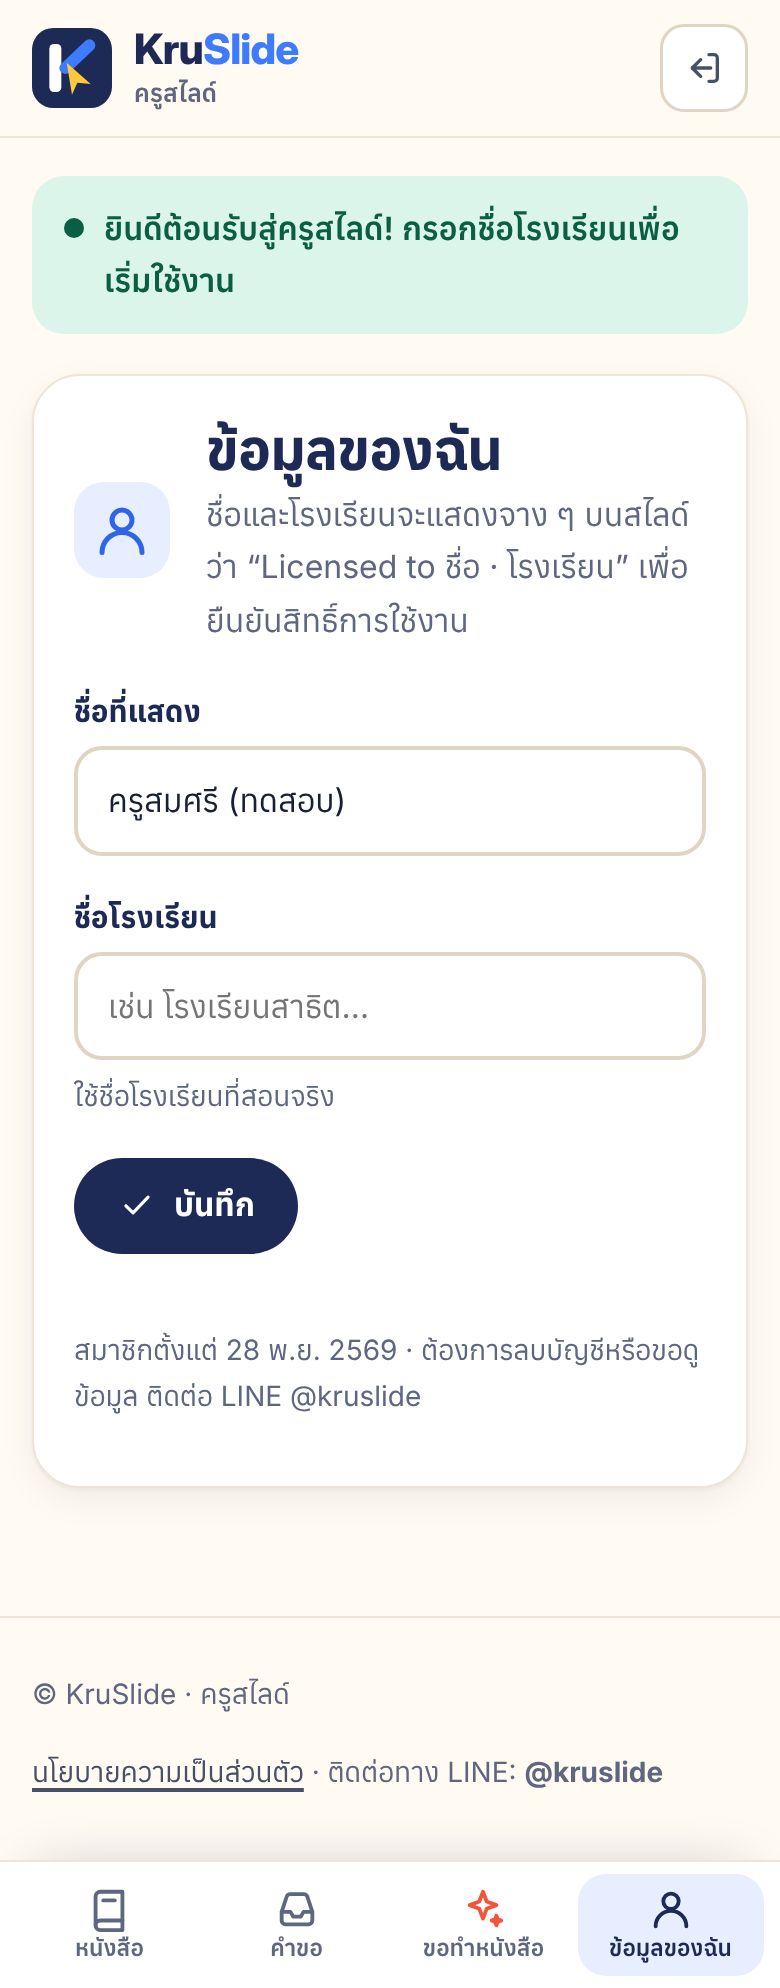 KruSlide
ครูสไลด์
ยินดีต้อนรับสู่ครูสไลด์! กรอกชื่อโรงเรียนเพื่อ
เริ่มใช้งาน
ข้อมูลของฉัน
ชื่อและโรงเรียนจะแสดงจาง ๆ บนสไลด์
ว่า “Licensed to ชื่อ · โรงเรียน” เพื่อ
ยืนยันสิทธิ์การใช้งาน
ชื่อที่แสดง
ครูสมศรี (ทดสอบ)
ชื่อโรงเรียน
เช่น โรงเรียนสาธิต...
ใช้ชื่อโรงเรียนที่สอนจริง
บันทึก
สมาชิกตั้งแต่ 28 พ.ย. 2569 · ต้องการลบบัญชีหรือขอดู
ข้อมูล ติดต่อ LINE @kruslide
© KruSlide · ครูสไลด์
นโยบายความเป็นส่วนตัว · ติดต่อทาง LINE: @kruslide
หนังสือ
คำขอ
ขอทำหนังสือ
ข้อมูลของฉัน